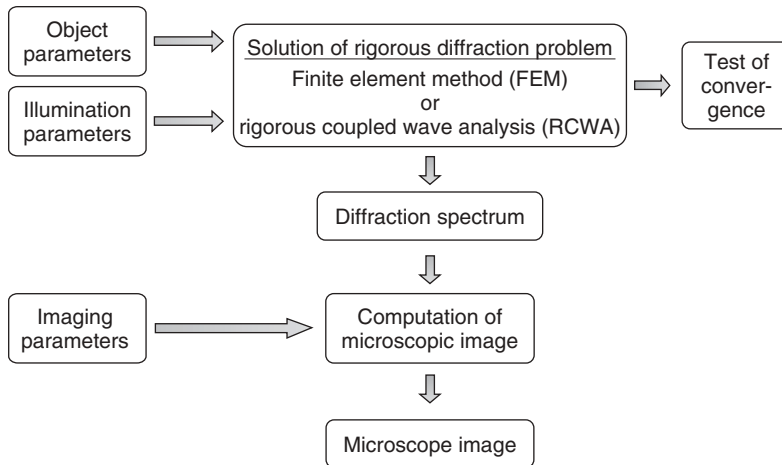 Object
parameters
Illumination
parameters
Solution of rigorous diffraction problem
Finite element method (FEM)
or
rigorous coupled wave analysis (RCWA)
Test of
conver-
gence
Diffraction spectrum
Imaging
parameters
Computation of
microscopic image
Microscope image